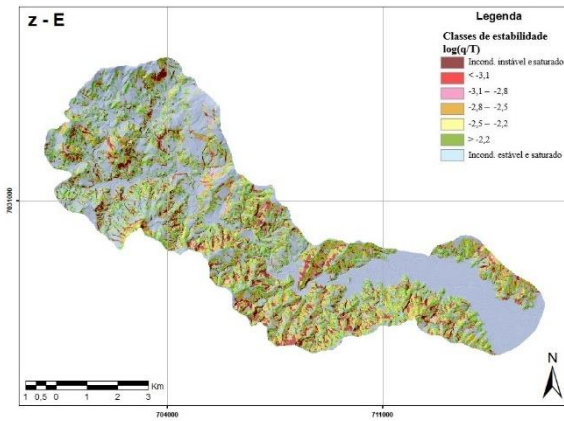 z - E
Legenda
Classes de estabilidade
log(q/T)
Incond. instável e saturado
< -3,1
-3,1 – -2,8
-2,8 – -2,5
-2,5 – -2,2
> -2,2
Incond. estável e saturado
7031000
N
Km
1 0,5 0 1 2 3
704000
711000